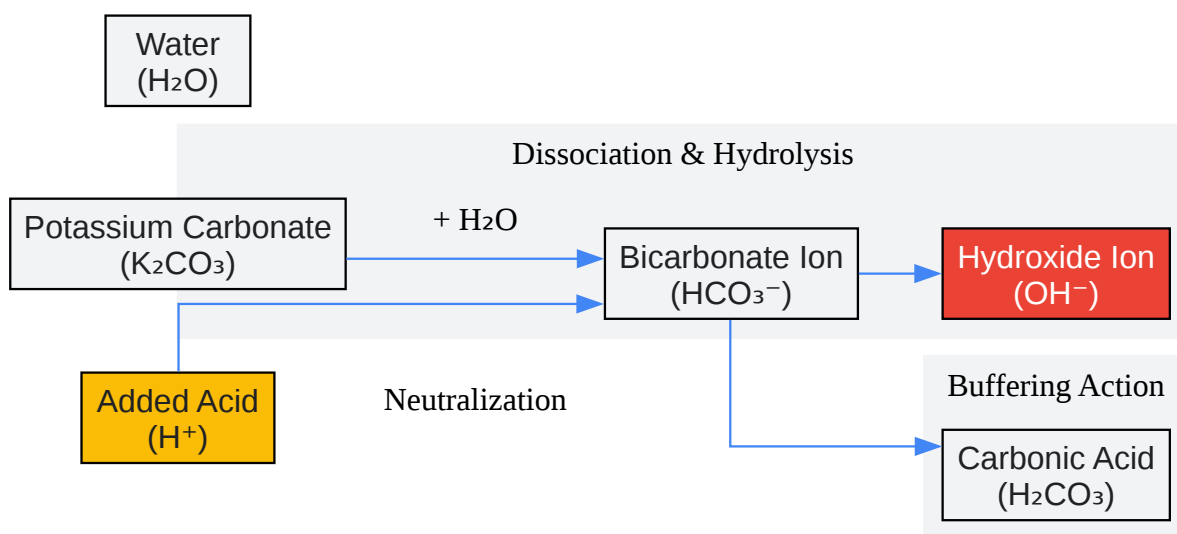 Water
(H₂O)
Dissociation & Hydrolysis
Potassium Carbonate
(K₂CO₃)
+ H₂O
Bicarbonate Ion
(HCO₃⁻)
Hydroxide Ion
(OH⁻)
Added Acid
(H⁺)
Neutralization
Buffering Action
Carbonic Acid
(H₂CO₃)